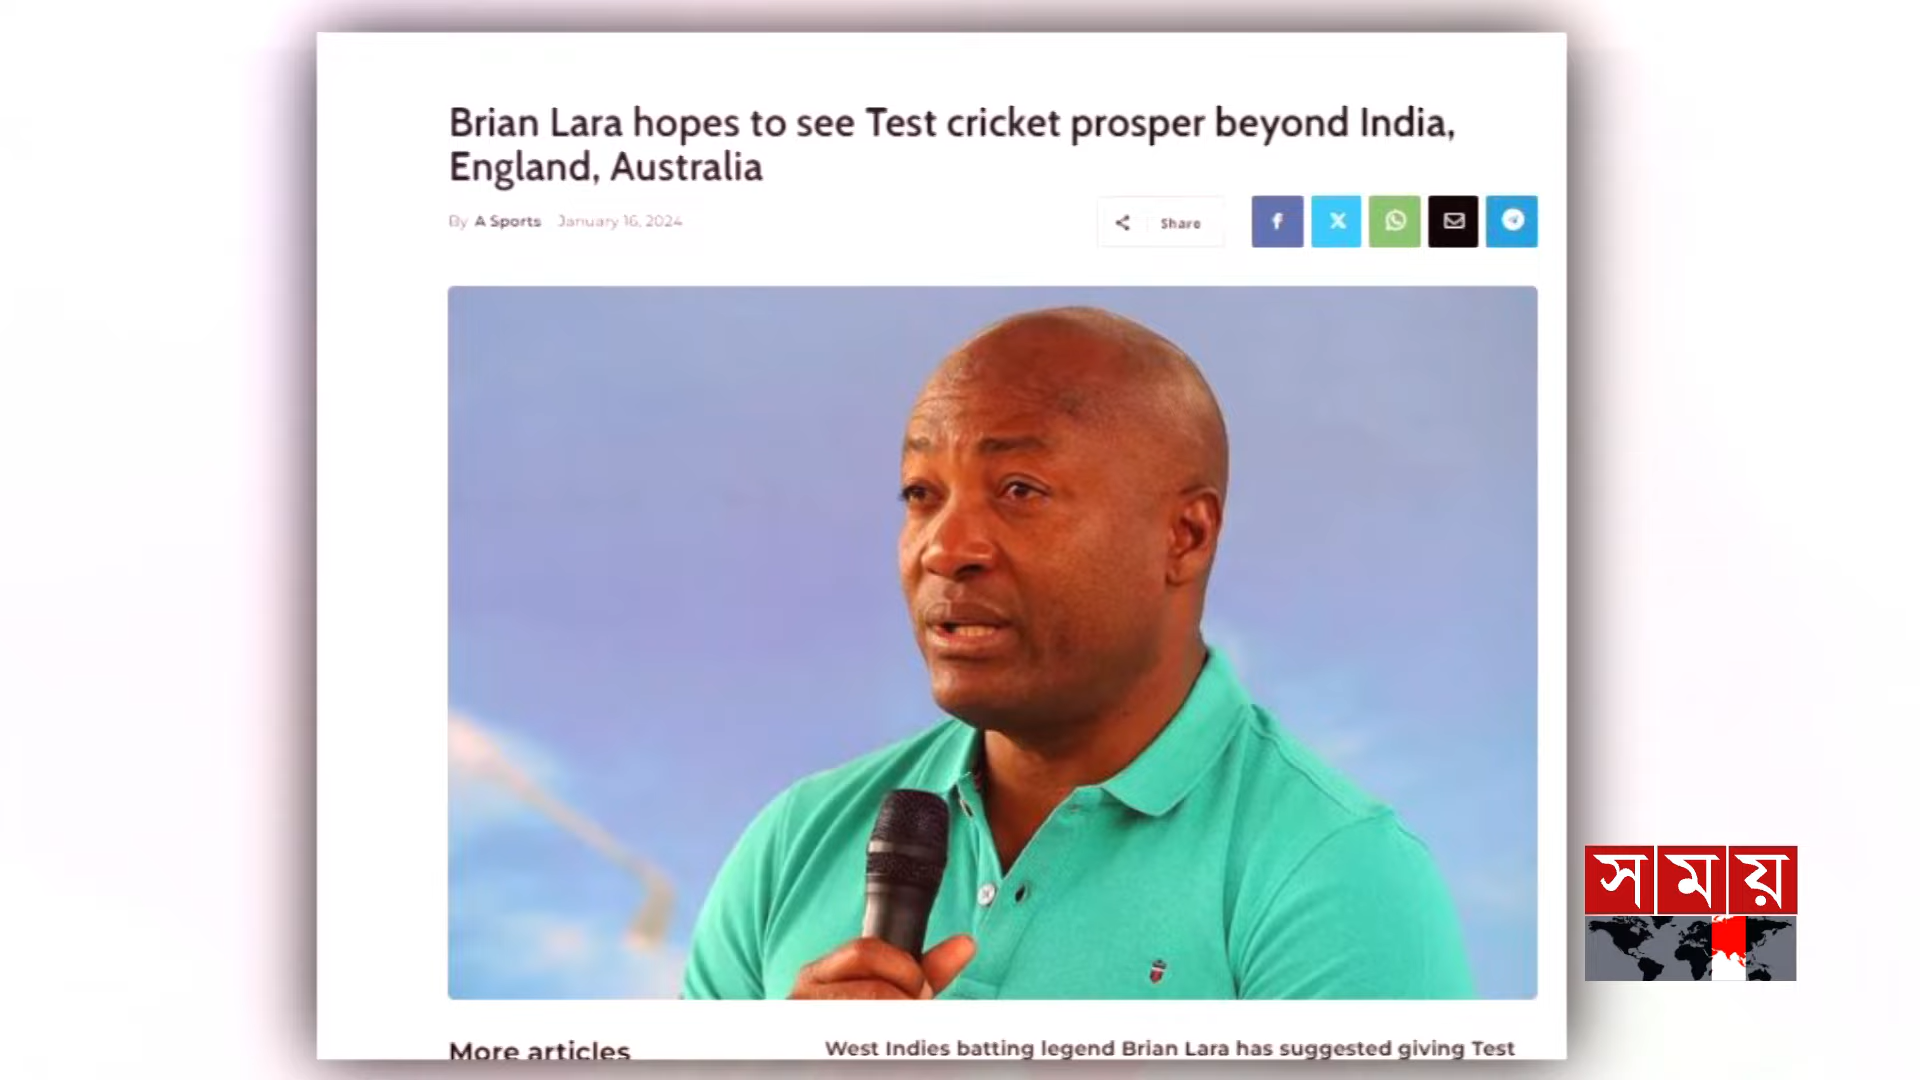 Brian Lara hopes to see Test cricket prosper beyond India,
England, Australia
By A Sports January 16, 2024
Share
More articles
West Indies batting legend Brian Lara has suggested giving Test
সময়